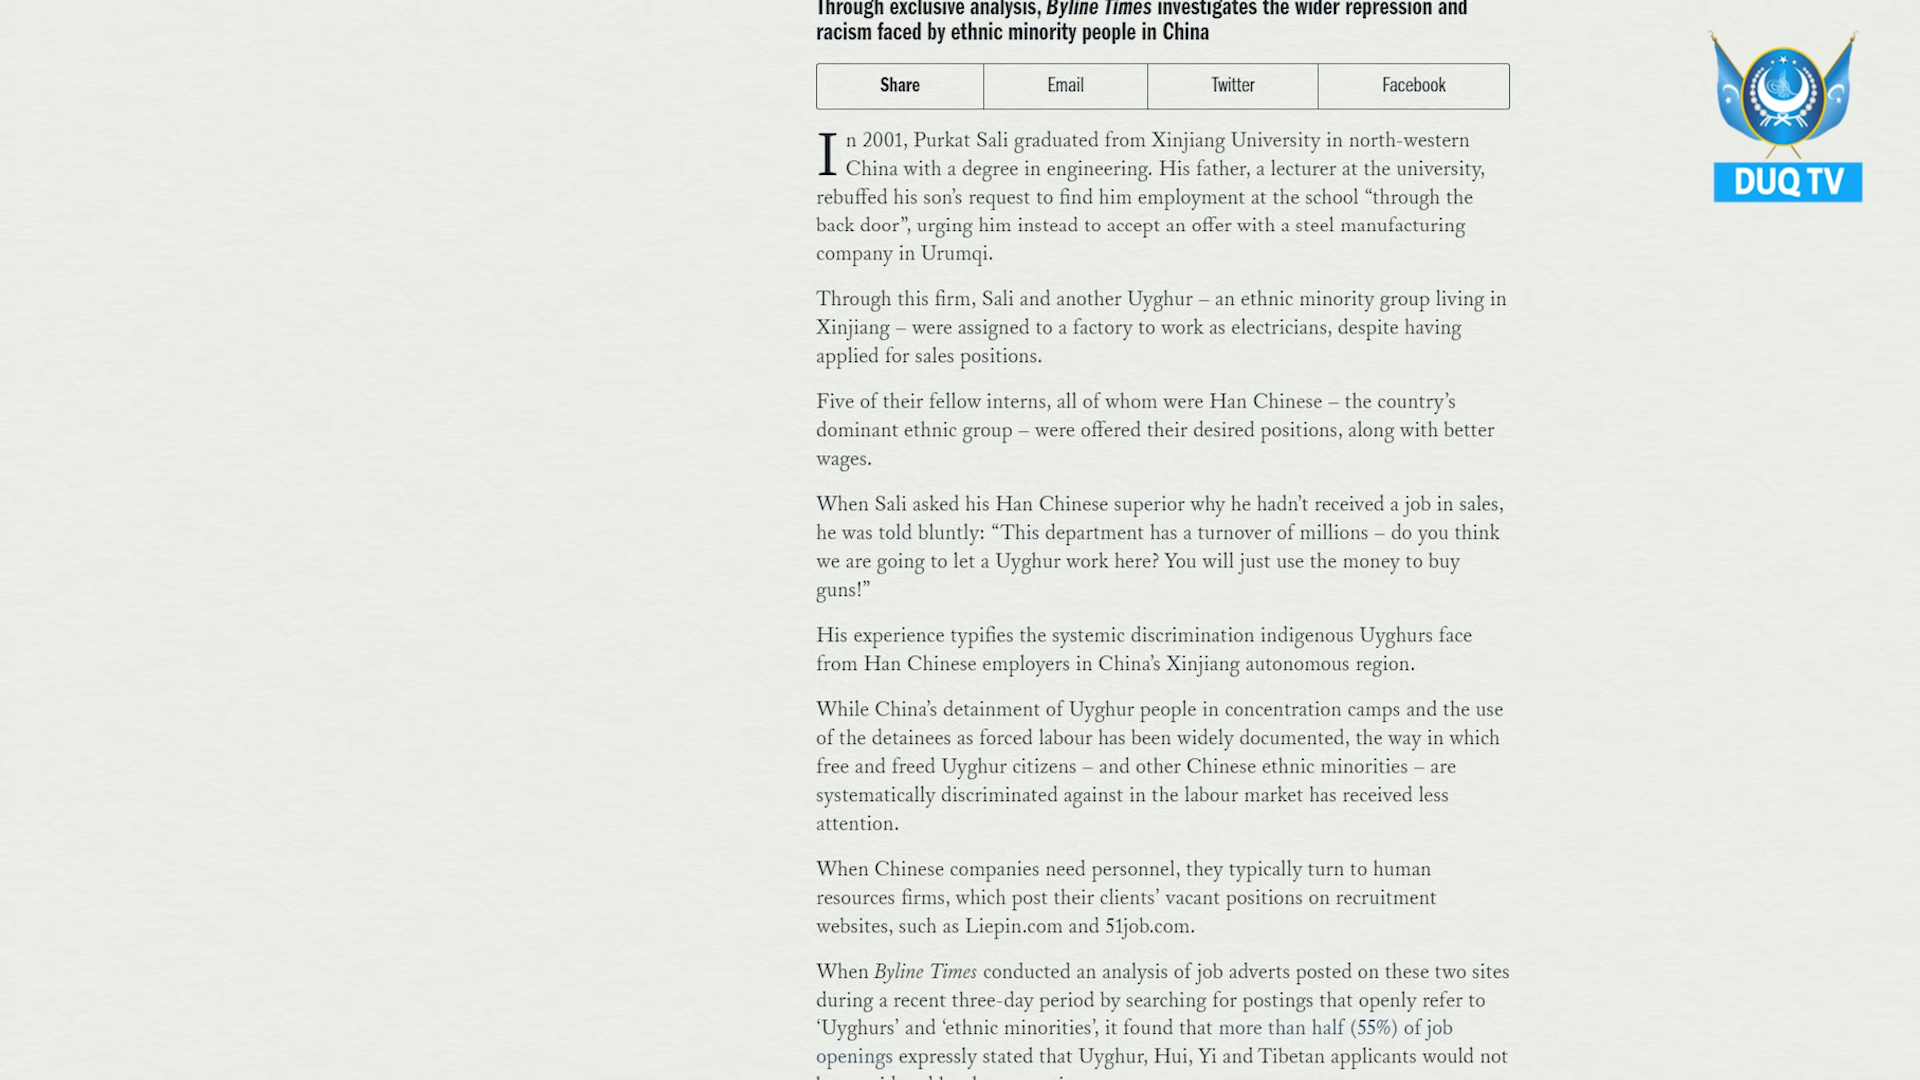 Through exclusive analysis, Byline Times investigates the wider repression and
racism faced by ethnic minority people in China
Share
Email
Twitter
Facebook
DUQ TV
In 2001, Purkat Sali graduated from Xinjiang University in north-western
China with a degree in engineering. His father, a lecturer at the university,
rebuffed his son’s request to find him employment at the school “through the
back door”, urging him instead to accept an offer with a steel manufacturing
company in Urumqi.
Through this firm, Sali and another Uyghur – an ethnic minority group living in
Xinjiang – were assigned to a factory to work as electricians, despite having
applied for sales positions.
Five of their fellow interns, all of whom were Han Chinese – the country’s
dominant ethnic group – were offered their desired positions, along with better
wages.
When Sali asked his Han Chinese superior why he hadn’t received a job in sales,
he was told bluntly: “This department has a turnover of millions – do you think
we are going to let a Uyghur work here? You will just use the money to buy
guns!”
His experience typifies the systemic discrimination indigenous Uyghurs face
from Han Chinese employers in China’s Xinjiang autonomous region.
While China’s detainment of Uyghur people in concentration camps and the use
of the detainees as forced labour has been widely documented, the way in which
free and freed Uyghur citizens – and other Chinese ethnic minorities – are
systematically discriminated against in the labour market has received less
attention.
When Chinese companies need personnel, they typically turn to human
resources firms, which post their clients’ vacant positions on recruitment
websites, such as Liepin.com and 51job.com.
When Byline Times conducted an analysis of job adverts posted on these two sites
during a recent three-day period by searching for postings that openly refer to
‘Uyghurs’ and ‘ethnic minorities’, it found that more than half (55%) of job
openings expressly stated that Uyghur, Hui, Yi and Tibetan applicants would not